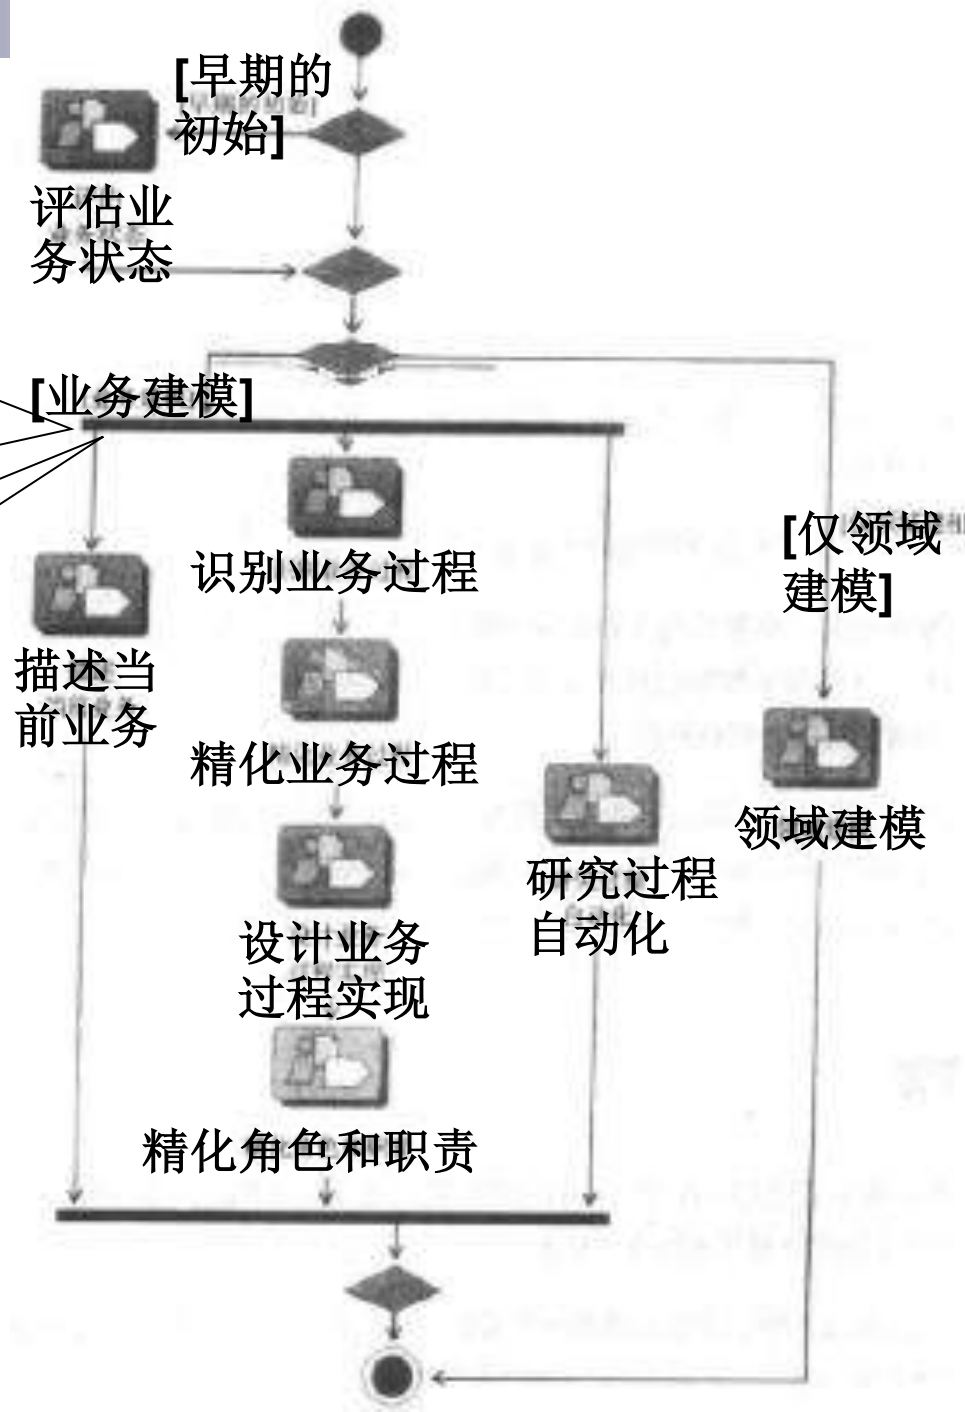 [早期的
初始]
评估业
务状态
[业务建模]
识别业务过程
[仅领域
建模]
描述当
前业务
精化业务过程
领域建模
研究过程
自动化
设计业务
过程实现
精化角色和职责